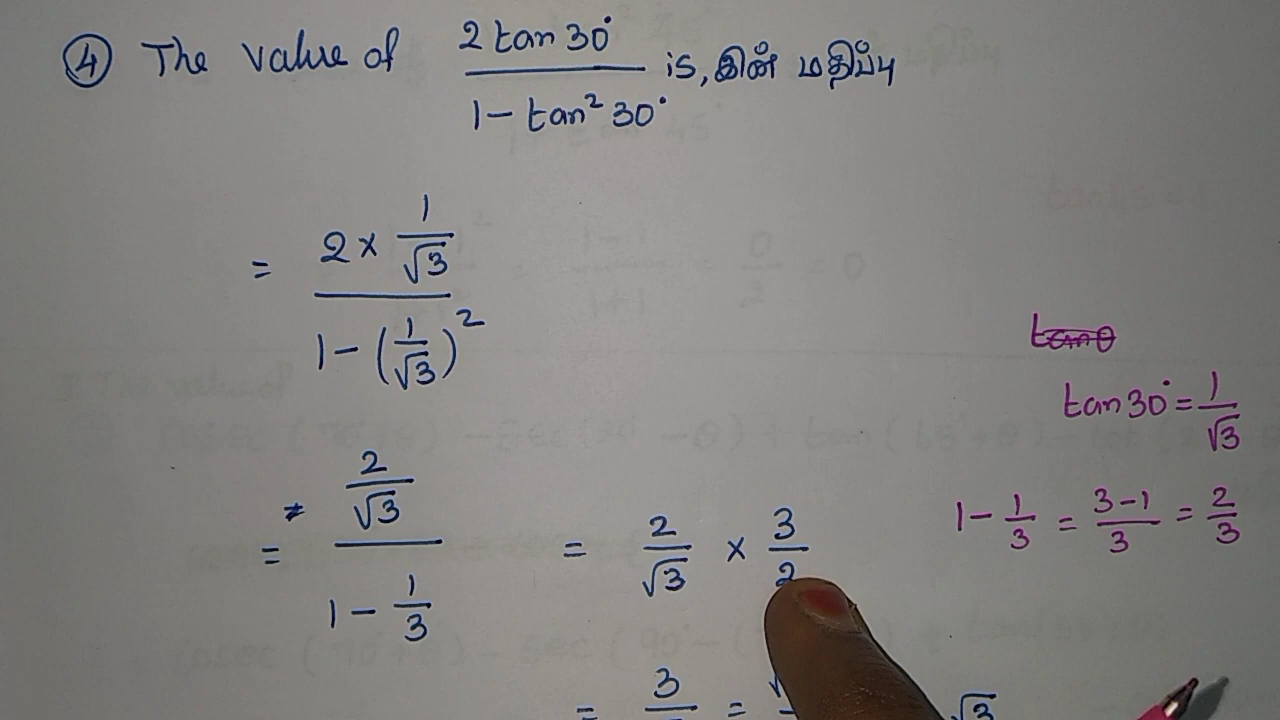 ④ The value of 2 tan 30° / 1 - tan² 30° is, இன் மதிப்பு
= 2 × 1/√3 / 1 - (1/√3)²
tanθ
tan 30° = 1/√3
1 - 1/3 = 3-1/3 = 2/3
= 2/√3 / 1 - 1/3 = 2/√3 × 3/2
= 3 = √3